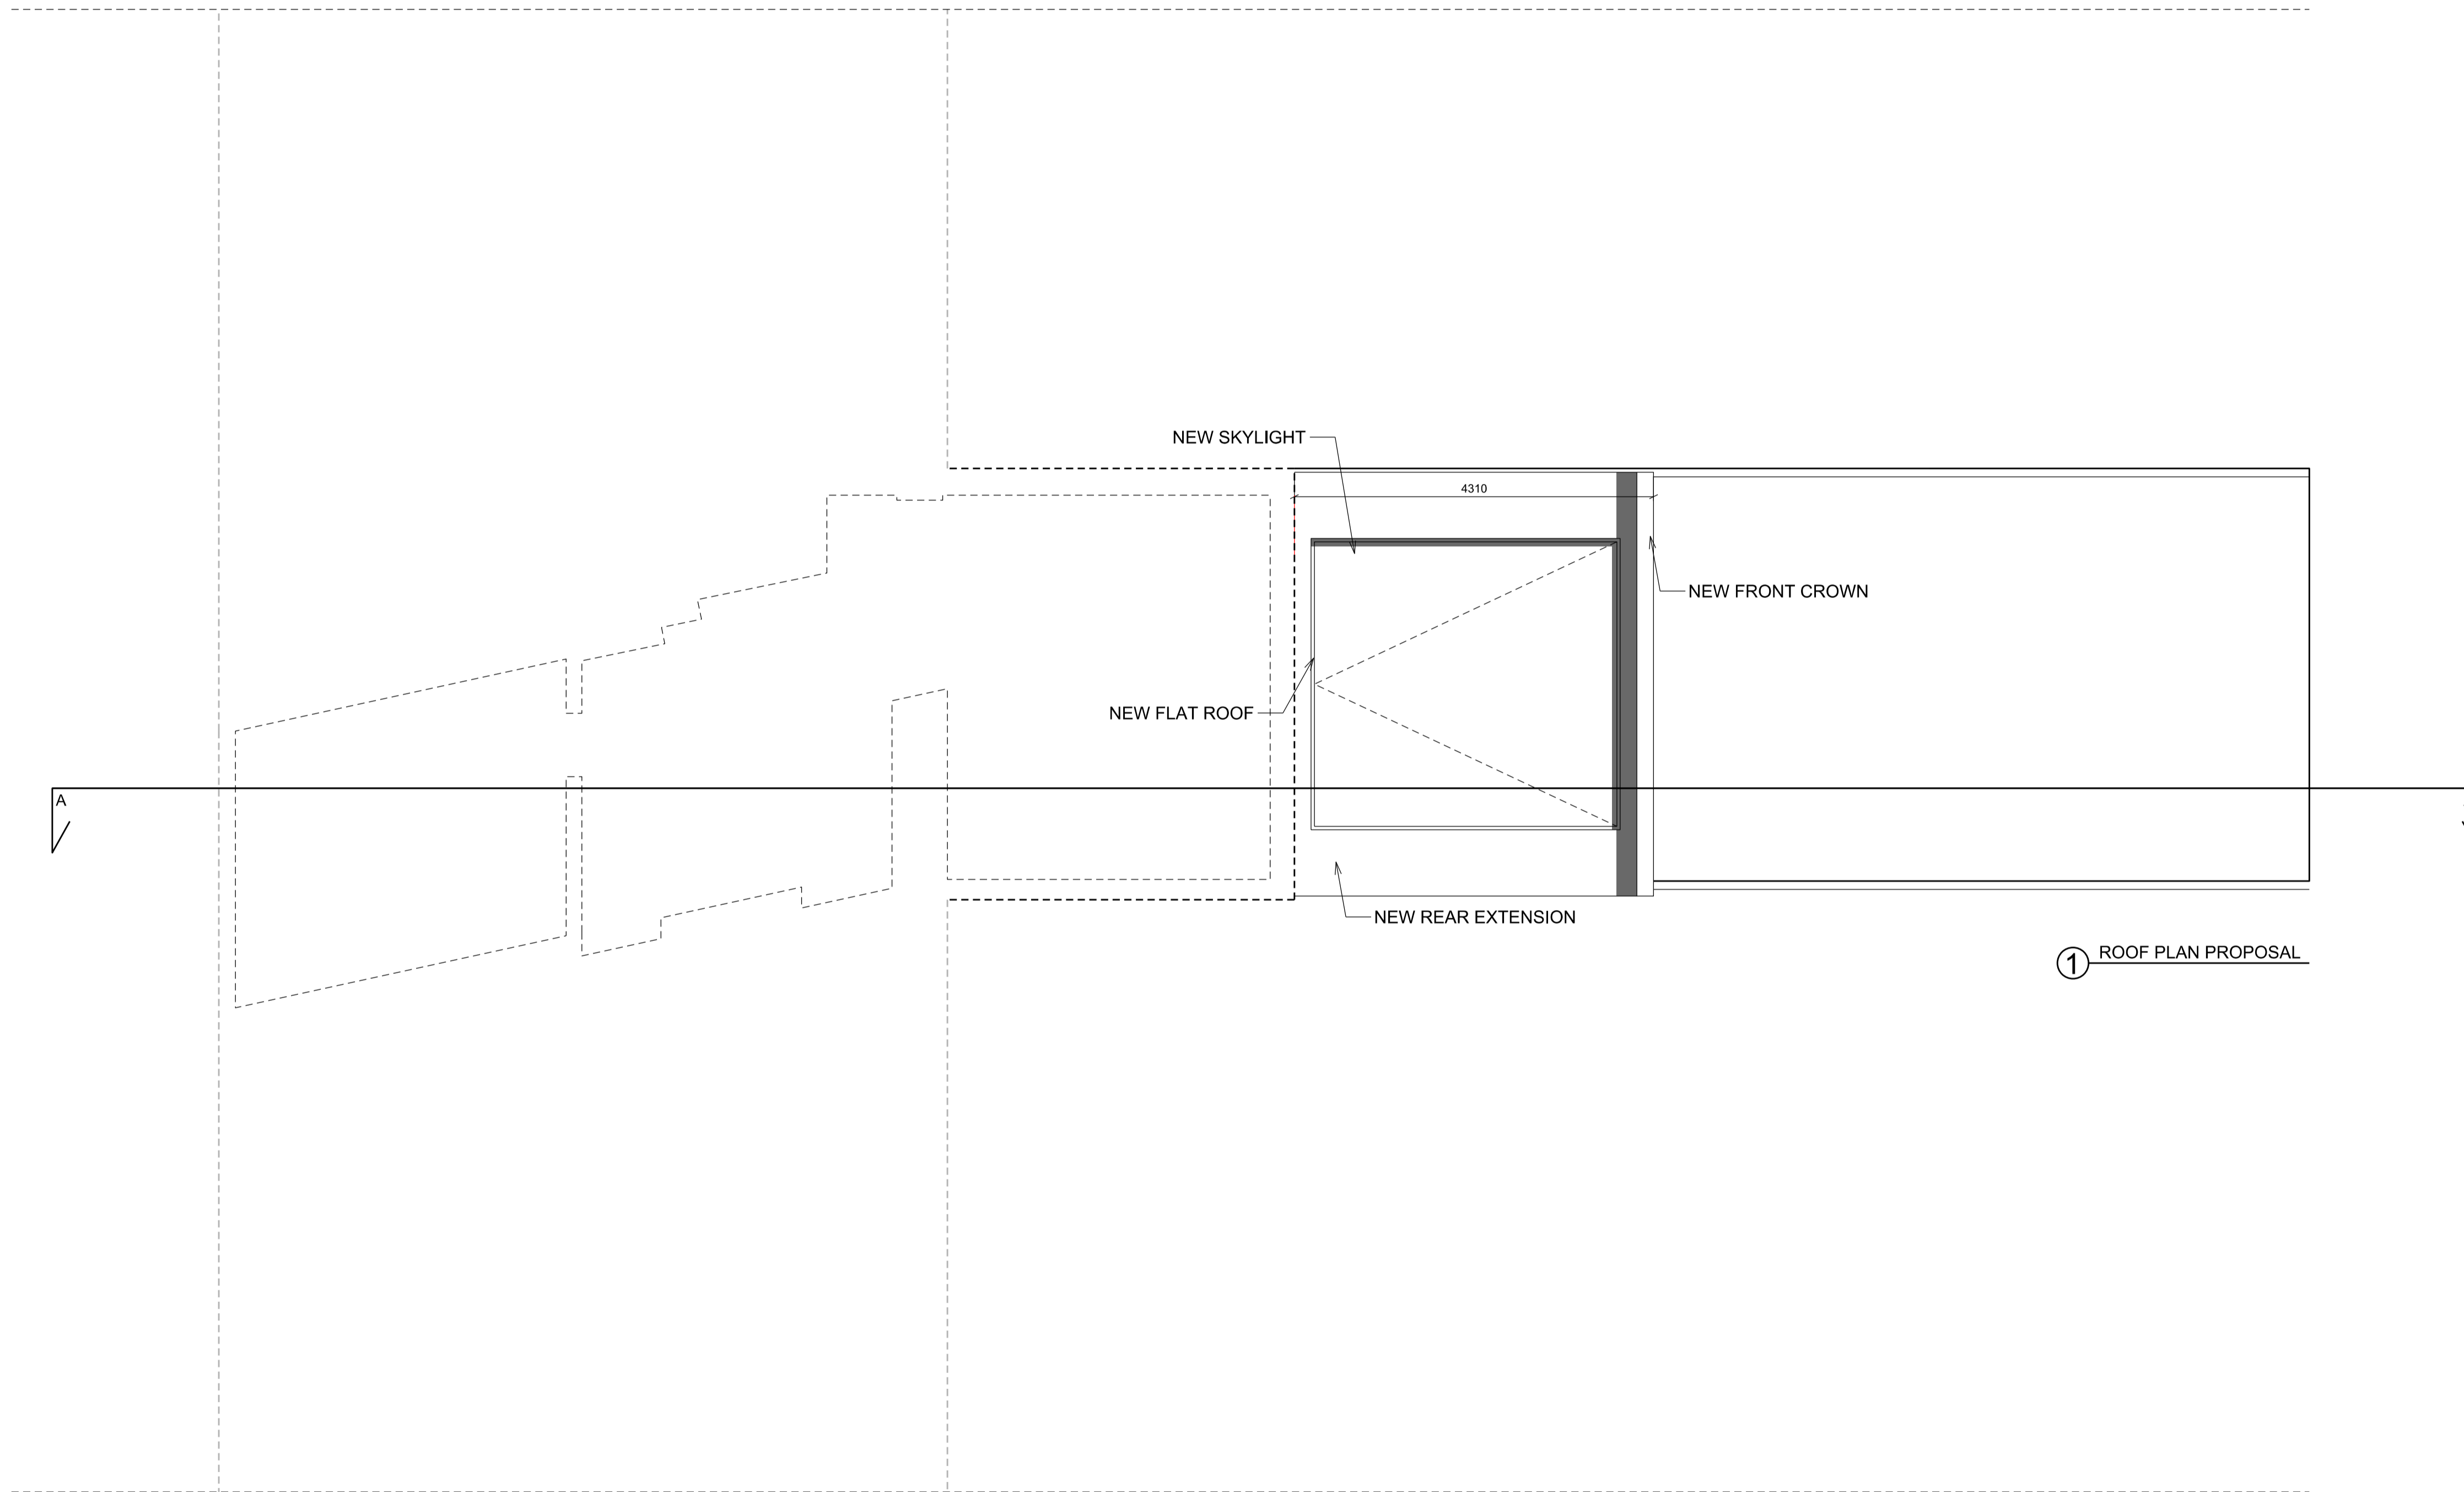 NEW SKYLIGHT
4310
NEW FRONT CROWN
NEW FLAT ROOF
A
NEW REAR EXTENSION
1 ROOF PLAN PROPOSAL